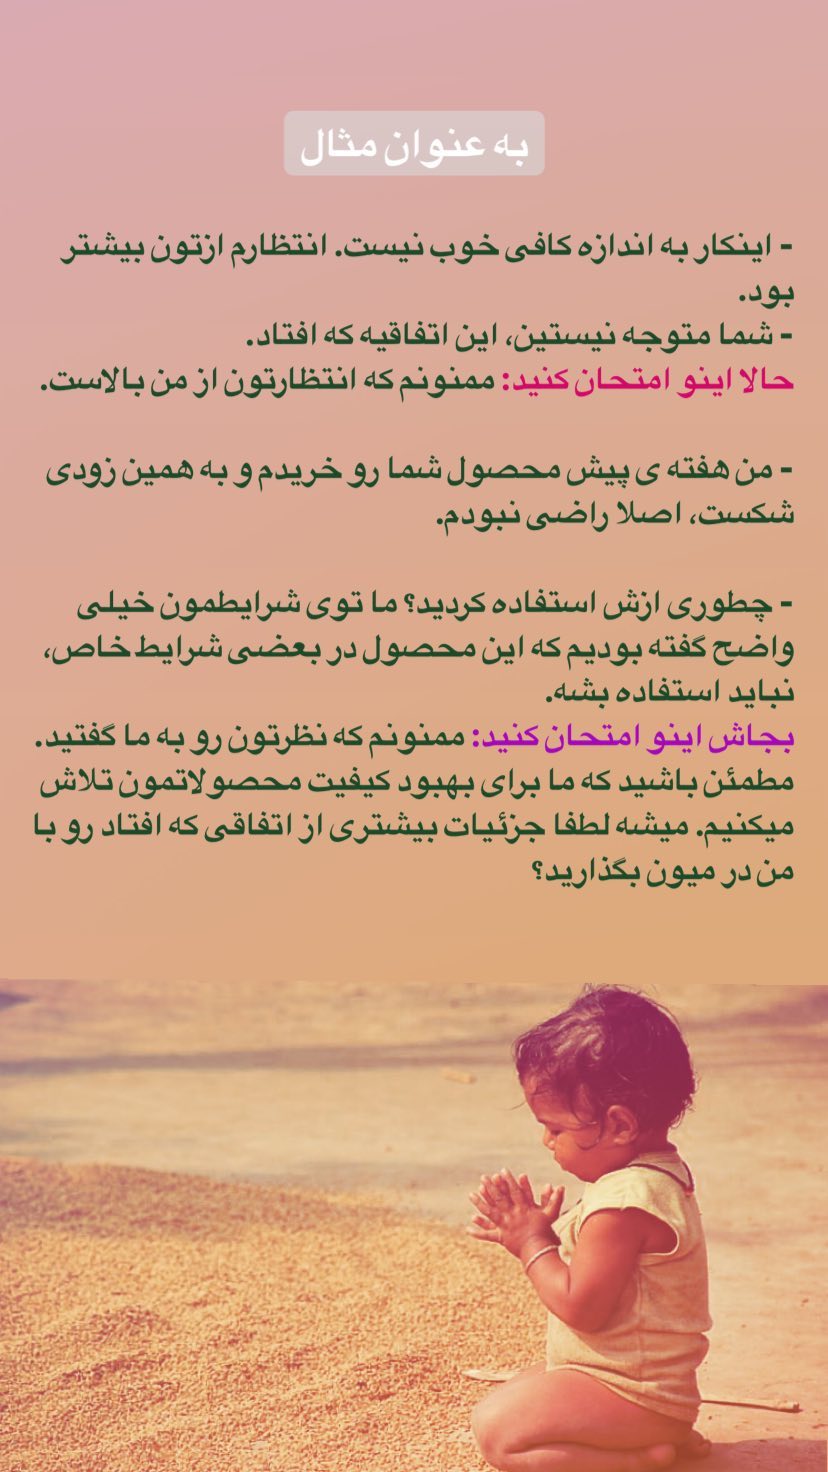 به عنوان مثال
- اینکار به اندازه کافی خوب نیست. انتظارم ازتون بیشتر
بود.
- شما متوجه نیستین، این اتفاقیه که افتاد.
حالا اینو امتحان کنید: ممنونم که انتظارتون از من بالاست.
- من هفته ی پیش محصول شما رو خریدم و به همین زودی
شکست، اصلا راضی نبودم.
- چطوری ازش استفاده کردید؟ ما توی شرایطمون خیلی
واضح گفته بودیم که این محصول در بعضی شرایط خاص،
نباید استفاده بشه.
بجاش اینو امتحان کنید: ممنونم که نظرتون رو به ما گفتید.
مطمئن باشید که ما برای بهبود کیفیت محصولاتمون تلاش
میکنیم. میشه لطفا جزئیات بیشتری از اتفاقی که افتاد رو با
من در میون بگذارید؟